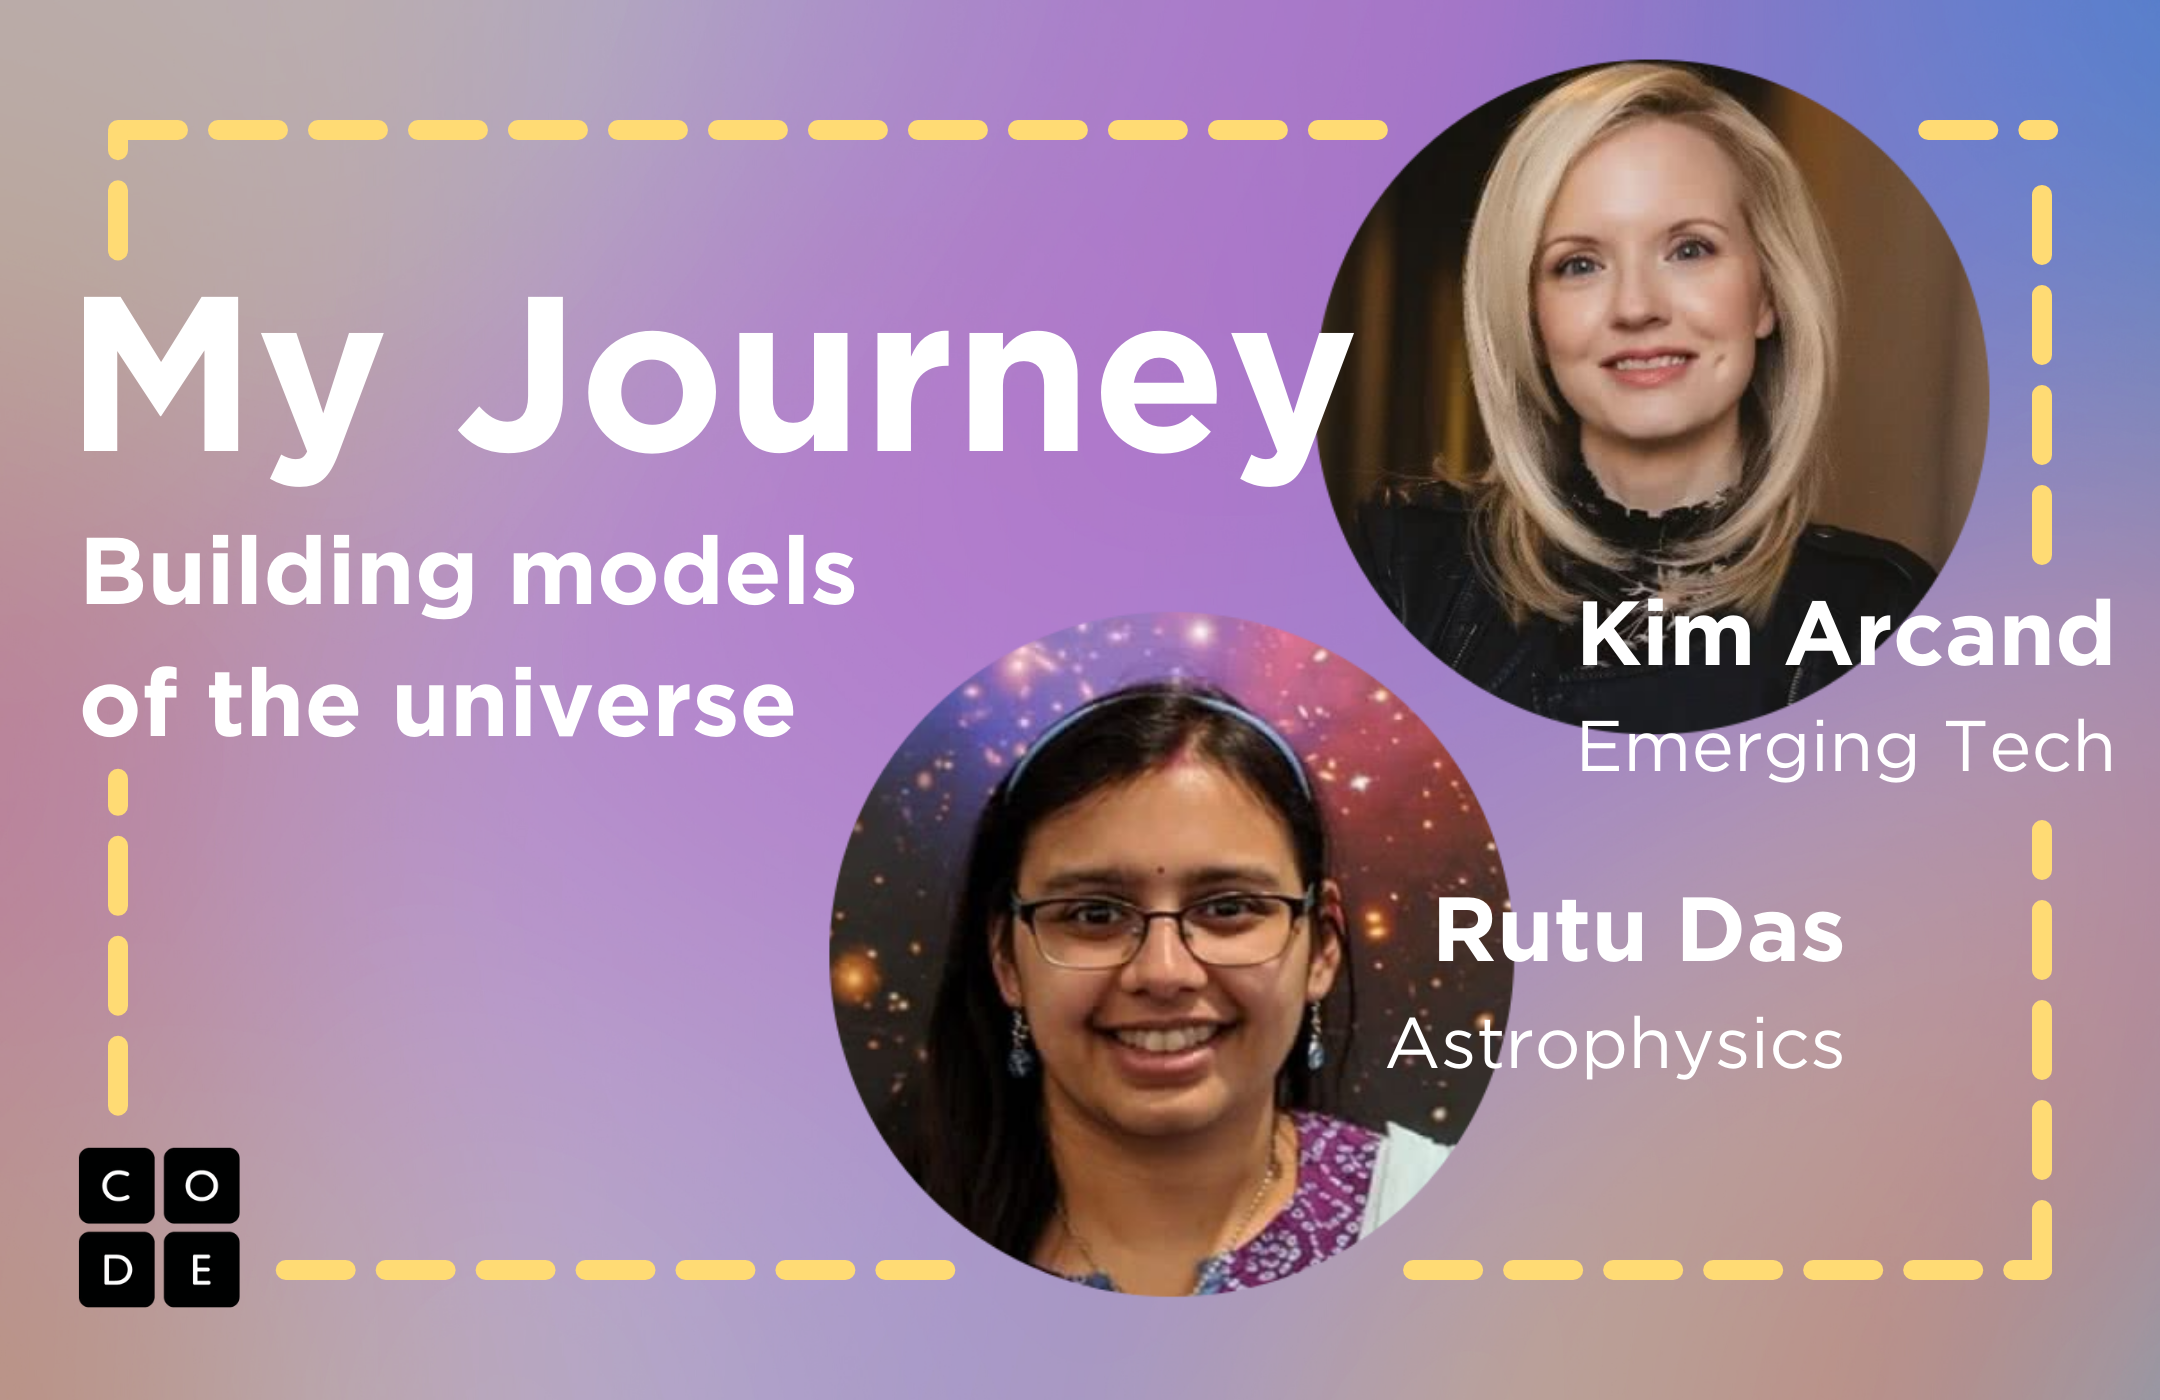 My Journey
Building models
of the universe
Kim Arcand
Emerging Tech
Rutu Das
Astrophysics
C O
D E